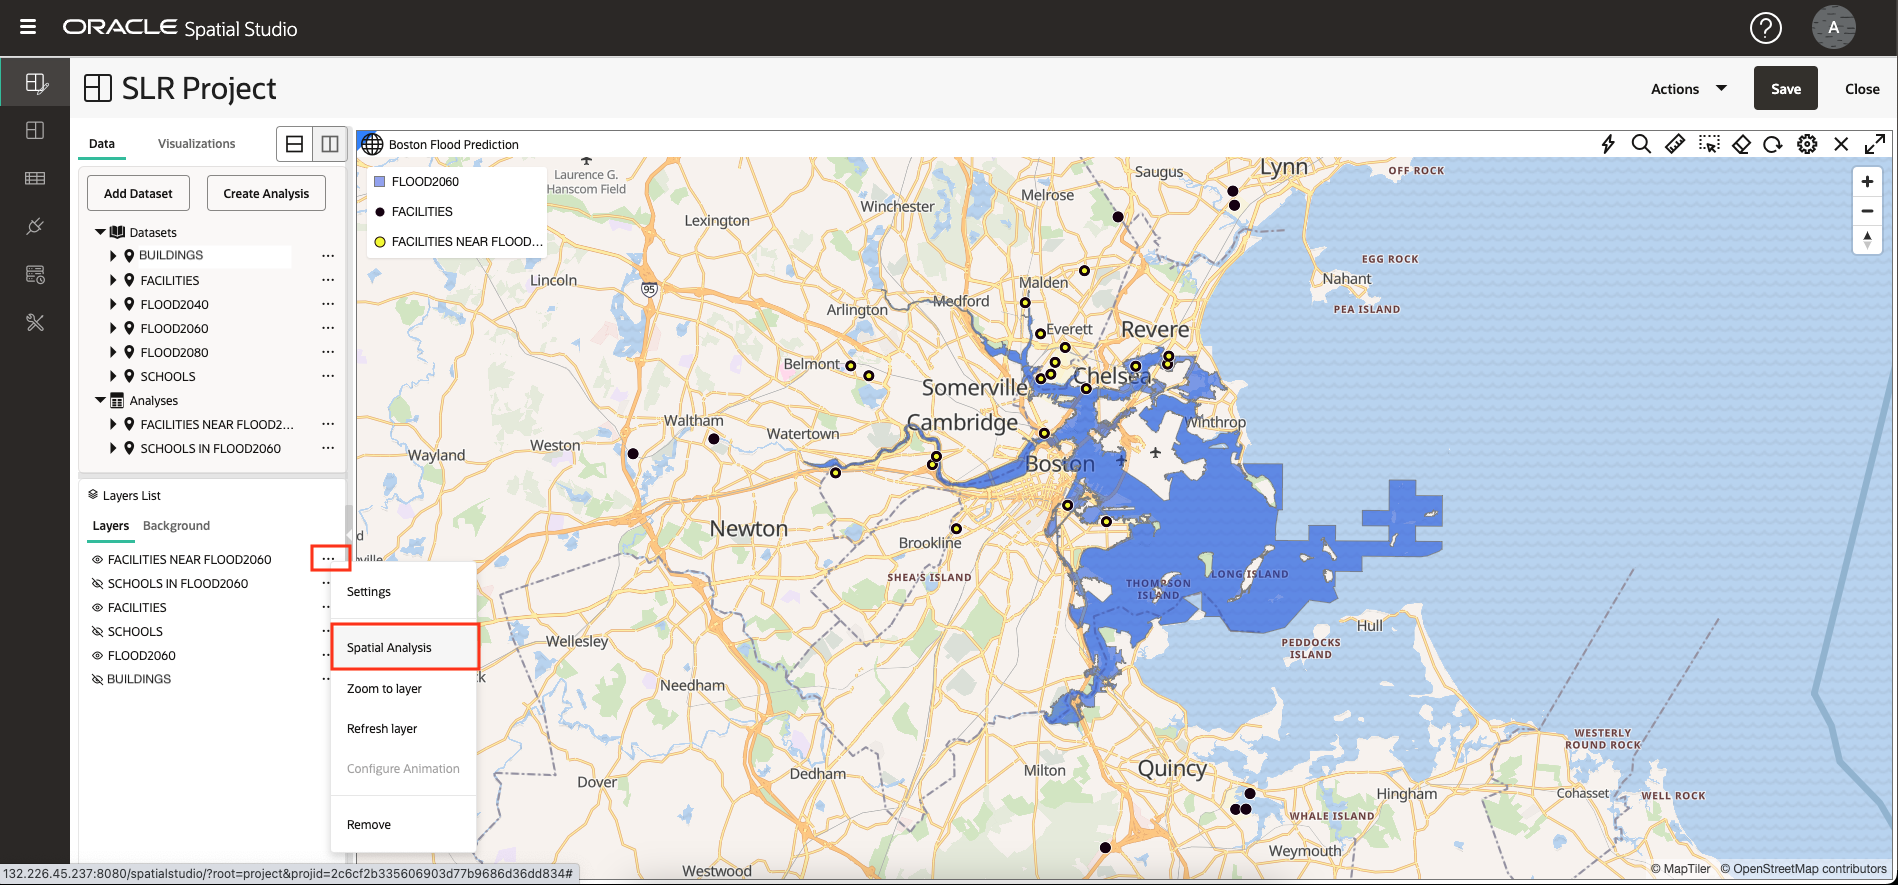 ORACLE Spatial Studio
?
A
SLR Project
Actions
Save
Close
Data
Visualizations
Add Dataset
Create Analysis
Datasets
BUILDINGS
FACILITIES
FLOOD2040
FLOOD2060
FLOOD2080
SCHOOLS
Analyses
FACILITIES NEAR FLOOD2...
SCHOOLS IN FLOOD2060
Layers List
Layers
Background
FACILITIES NEAR FLOOD2060
SCHOOLS IN FLOOD2060
FACILITIES
SCHOOLS
FLOOD2060
BUILDINGS
Settings
Spatial Analysis
Zoom to layer
Refresh layer
Configure Animation
Remove
Boston Flood Prediction
FLOOD2060
FACILITIES
FACILITIES NEAR FLOOD...
Laurence G.
Hanscom Field
Lexington
Winchester
Melrose
Saugus
Lynn
OFF ROCK
EGG ROCK
Nahant
PEA ISLAND
Lincoln
95
Arlington
Medford
Malden
Everett
Revere
Belmont
Somerville
Chelsea
Cambridge
Winthrop
Waltham
Watertown
Weston
Wayland
Boston
Newton
Brookline
SHEA'S ISLAND
THOMPSON
ISLAND
LONG ISLAND
Hull
PEDDOCKS
ISLAND
Wellesley
Needham
Dover
Dedham
Milton
Quincy
WESTERLY
ROUND ROCK
Hingham
Cohasset
WELL ROCK
WHALE ISLAND
Weymouth
Westwood
© MapTiler © OpenStreetMap contributors
132.226.45.237:8080/spatialstudio/?root=project&projid=2c6cf2b335606903d77b9686d36dd834#